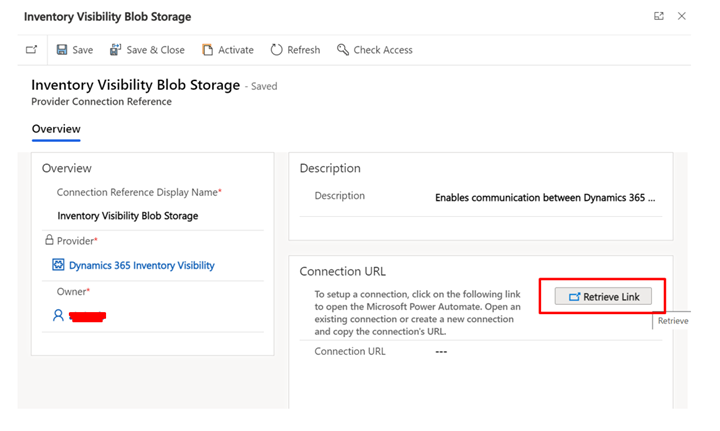 Inventory Visibility Blob Storage
Save
Save & Close
Activate
Refresh
Check Access
Inventory Visibility Blob Storage - Saved
Provider Connection Reference
Overview
Overview
Connection Reference Display Name*
Inventory Visibility Blob Storage
Provider*
Dynamics 365 Inventory Visibility
Owner*
Description
Description
Enables communication between Dynamics 365 ...
Connection URL
To setup a connection, click on the following link
to open the Microsoft Power Automate. Open an
existing connection or create a new connection
and copy the connection's URL.
Retrieve Link
Retrieve
Connection URL
---